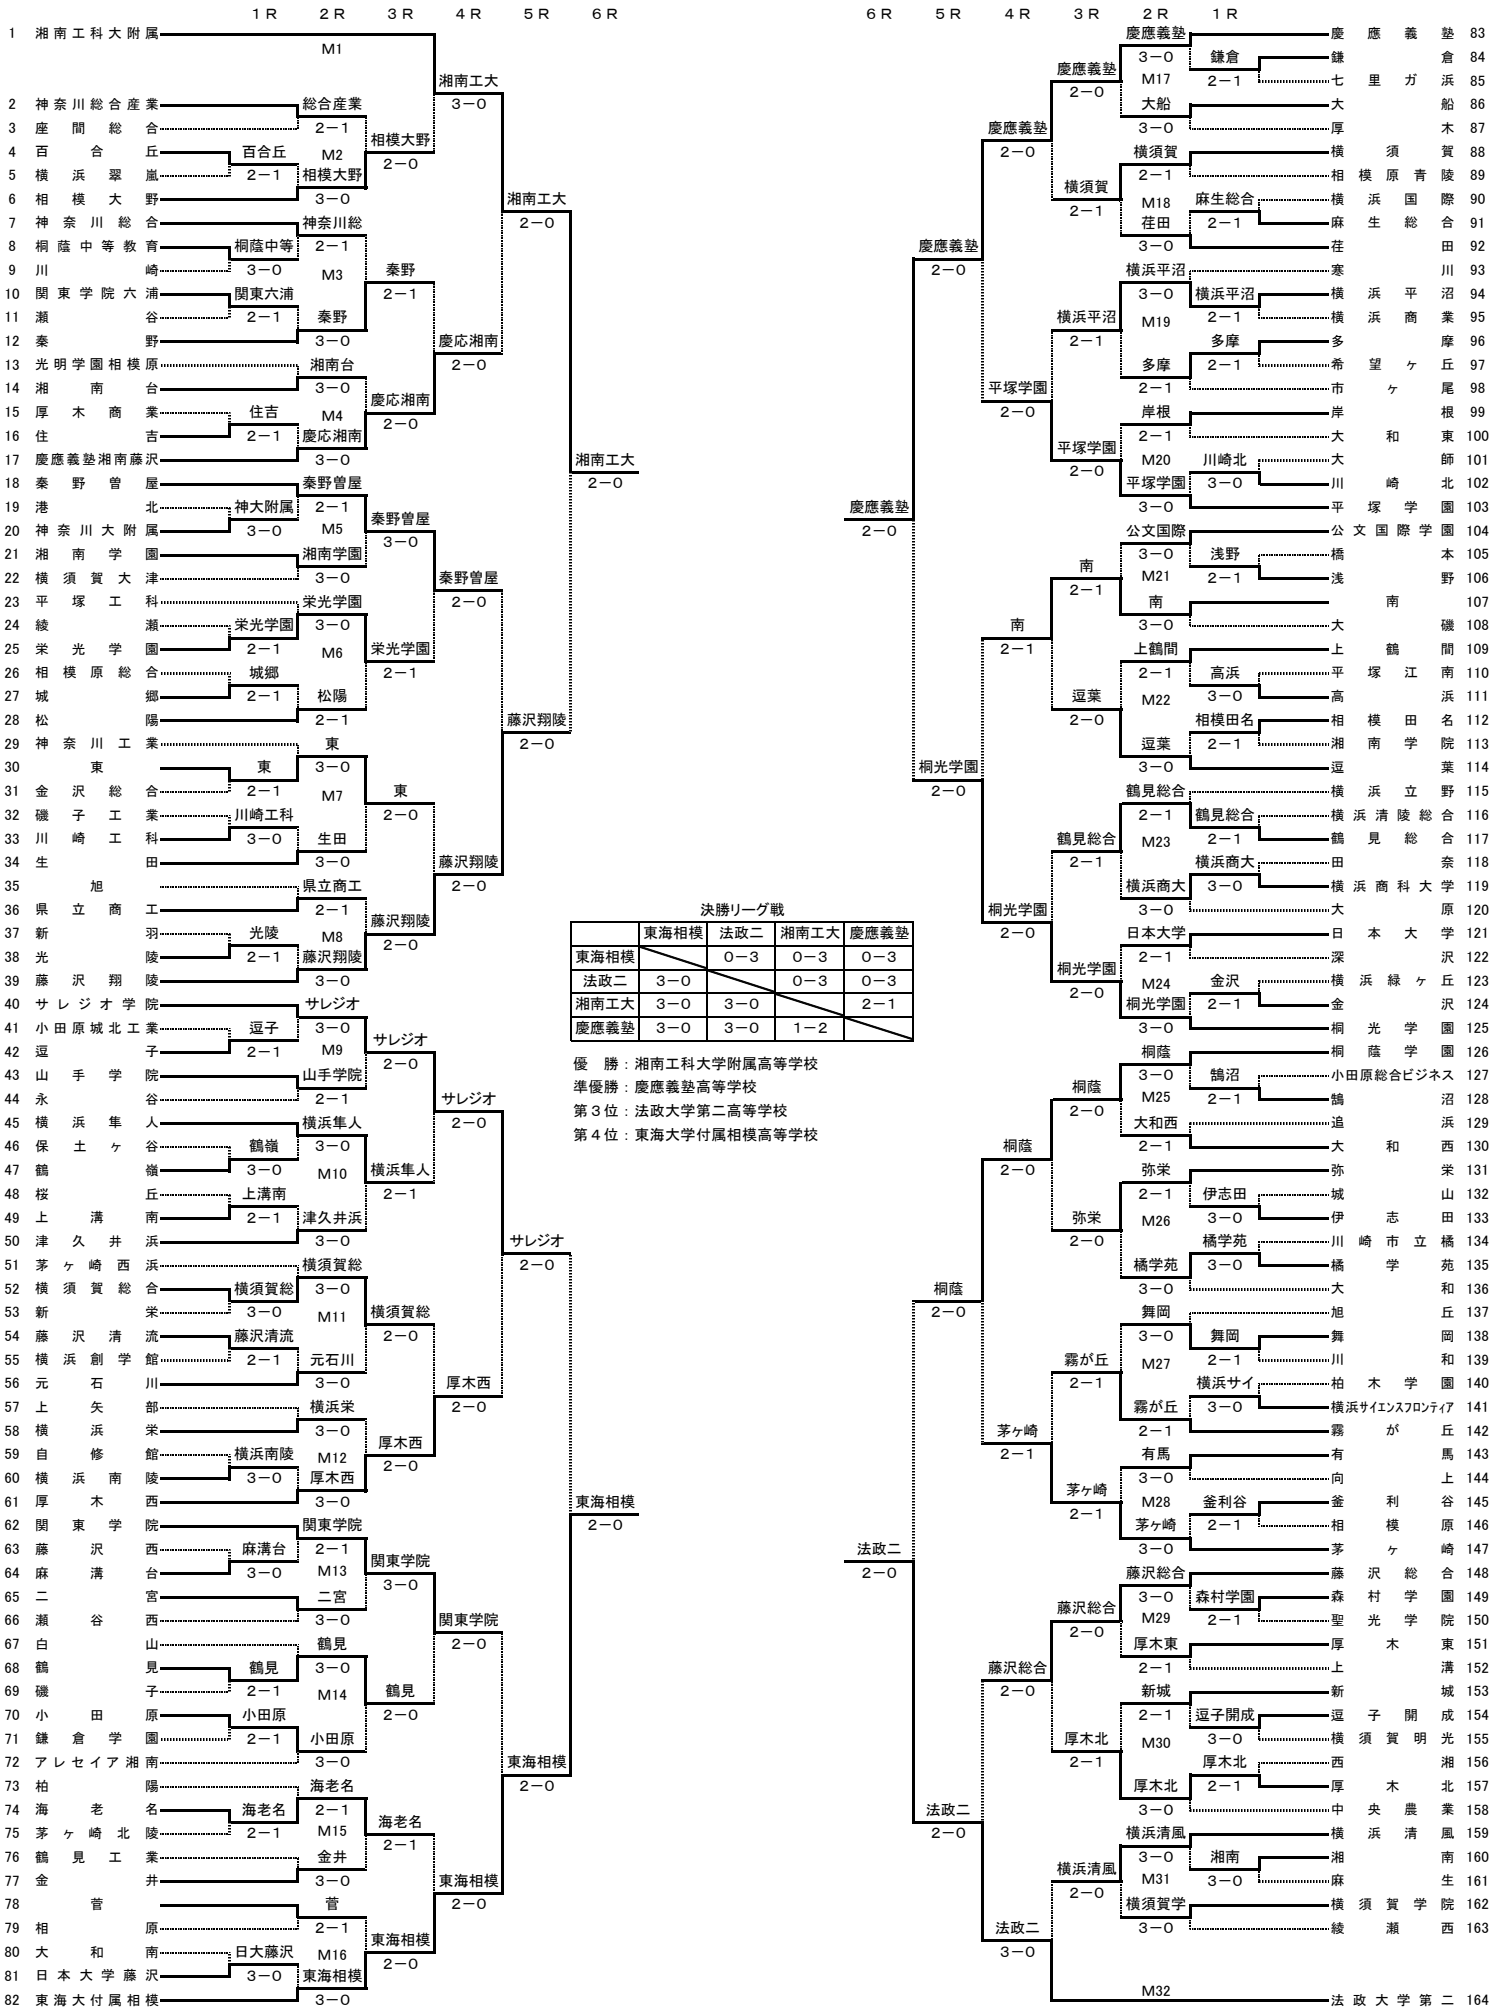 1R 2R 3R 4R 5R 6R
6R 5R 4R 3R 2R 1R
1 湘南工科大附属
M1
湘南工大
3－0
2 神奈川総合産業
総合産業
3 座間総合
2－1
相模大野
4 百合丘
百合丘
M2
2－0
5 横浜翠嵐
2－1
相模大野
6 相模大野
3－0
湘南工大
7 神奈川総合
神奈川総
2－0
8 桐蔭中等教育
桐蔭中等
2－1
9 川崎
3－0
M3
秦野
10 関東学院六浦
関東六浦
2－1
11 瀬谷
2－1
秦野
12 秦野
3－0
慶応湘南
13 光明学園相模原
湘南台
2－0
14 湘南台
3－0
慶応湘南
15 厚木商業
住吉
M4
2－0
16 住吉
2－1
慶応湘南
17 慶應義塾湘南藤沢
3－0
湘南工大
2－0
18 秦野曽屋
秦野曽屋
19 港北
神大附属
2－1
秦野曽屋
20 神奈川大附属
3－0
M5
3－0
21 湘南学園
湘南学園
22 横須賀大津
3－0
秦野曽屋
23 平塚工科
栄光学園
2－0
24 綾瀬
栄光学園
3－0
25 栄光学園
2－1
M6
栄光学園
26 相模原総合
城郷
2－1
27 城郷
2－1
松陽
28 松陽
2－1
藤沢翔陵
29 神奈川工業
東
2－0
30 東
東
3－0
31 金沢総合
2－1
M7
東
32 磯子工業
川崎工科
2－0
33 川崎工科
3－0
生田
34 生田
3－0
藤沢翔陵
35 旭
県立商工
2－0
36 県立商工
2－1
藤沢翔陵
37 新羽
光陵
M8
2－0
38 光陵
2－1
藤沢翔陵
39 藤沢翔陵
3－0
40 サレジオ学院
サレジオ
41 小田原城北工業
逗子
3－0
サレジオ
42 逗子
2－1
M9
2－0
43 山手学院
山手学院
44 永谷
2－1
サレジオ
45 横浜隼人
横浜隼人
2－0
46 保土ヶ谷
鶴嶺
3－0
47 鶴嶺
3－0
M10
横浜隼人
48 桜丘
上溝南
2－1
49 上溝南
2－1
津久井浜
50 津久井浜
3－0
サレジオ
51 茅ヶ崎西浜
横須賀総
2－0
52 横須賀総合
横須賀総
3－0
53 新栄
3－0
M11
横須賀総
54 藤沢清流
藤沢清流
2－0
55 横浜創学館
2－1
元石川
56 元石川
3－0
厚木西
57 上矢部
横浜栄
2－0
58 横浜栄
3－0
厚木西
59 自修館
横浜南陵
M12
2－0
60 横浜南陵
3－0
厚木西
61 厚木西
3－0
東海相模
2－0
62 関東学院
関東学院
63 藤沢西
麻溝台
2－1
関東学院
64 麻溝台
3－0
M13
3－0
65 二宮
二宮
66 瀬谷西
3－0
関東学院
67 白山
鶴見
2－0
68 鶴見
鶴見
3－0
69 磯子
2－1
M14
鶴見
70 小田原
小田原
2－0
71 鎌倉学園
2－1
小田原
72 アレセイア湘南
3－0
東海相模
73 柏陽
海老名
2－0
74 海老名
海老名
2－1
75 茅ヶ崎北陵
2－1
M15
海老名
76 鶴見工業
金井
2－1
77 金井
3－0
東海相模
78 菅
菅
2－0
79 相原
2－1
東海相模
80 大和南
日大藤沢
M16
2－0
81 日本大学藤沢
3－0
東海相模
82 東海大付属相模
3－0
決勝リーグ戦
東海相模 法政二 湘南工大 慶應義塾
東海相模 0－3 0－3 0－3
法政二 3－0 0－3 0－3
湘南工大 3－0 3－0 2－1
慶應義塾 3－0 3－0 1－2
優　勝：湘南工科大学附属高等学校
準優勝：慶應義塾高等学校
第３位：法政大学第二高等学校
第４位：東海大学付属相模高等学校
慶應義塾
慶應義塾 83
3－0
鎌倉
鎌倉 84
慶應義塾
2－0
M17
2－1
七里ガ浜 85
大船
大船 86
3－0
厚木 87
慶應義塾
2－0
横須賀
横須賀 88
2－1
相模原青陵 89
横須賀
2－1
M18
麻生総合
横浜国際 90
荏田
2－1
麻生総合 91
3－0
荏田 92
慶應義塾
2－0
横浜平沼
寒川 93
3－0
横浜平沼
横浜平沼 94
横浜平沼
2－1
M19
2－1
横浜商業 95
多摩
多摩 96
多摩
2－1
希望ヶ丘 97
2－1
市ヶ尾 98
平塚学園
2－0
岸根
岸根 99
2－1
大和東 100
平塚学園
2－0
M20
川崎北
大師 101
平塚学園
3－0
川崎北 102
3－0
平塚学園 103
慶應義塾
2－0
公文国際
公文国際学園 104
3－0
浅野
橋本 105
南
2－1
M21
2－1
浅野 106
南
南 107
3－0
大磯 108
南
2－1
上鶴間
上鶴間 109
2－1
高浜
平塚江南 110
逗葉
2－0
M22
3－0
高浜 111
相模田名
相模田名 112
逗葉
2－1
湘南学院 113
3－0
逗葉 114
桐光学園
2－0
鶴見総合
横浜立野 115
2－1
鶴見総合
横浜清陵総合 116
鶴見総合
2－1
M23
2－1
鶴見総合 117
横浜商大
田奈 118
横浜商大
3－0
横浜商科大学 119
3－0
大原 120
桐光学園
2－0
日本大学
日本大学 121
2－1
深沢 122
桐光学園
2－0
M24
金沢
横浜緑ヶ丘 123
桐光学園
2－1
金沢 124
3－0
桐光学園 125
桐蔭
桐蔭学園 126
3－0
鵠沼
小田原総合ビジネス 127
桐蔭
2－0
M25
2－1
鵠沼 128
大和西
追浜 129
2－1
大和西 130
桐蔭
2－0
弥栄
弥栄 131
2－1
伊志田
城山 132
弥栄
2－0
M26
3－0
伊志田 133
橘学苑
川崎市立橘 134
橘学苑
3－0
橘学苑 135
3－0
大和 136
桐蔭
2－0
舞岡
旭丘 137
3－0
舞岡
舞岡 138
霧が丘
2－1
M27
2－1
川和 139
横浜サイ
柏木学園 140
霧が丘
3－0
横浜サイエンスフロンティア 141
2－1
霧が丘 142
茅ヶ崎
2－1
有馬
有馬 143
3－0
向上 144
茅ヶ崎
2－1
M28
釜利谷
釜利谷 145
茅ヶ崎
2－1
相模原 146
3－0
茅ヶ崎 147
法政二
2－0
藤沢総合
藤沢総合 148
3－0
森村学園
森村学園 149
藤沢総合
2－0
M29
2－1
聖光学院 150
厚木東
厚木東 151
2－1
上溝 152
藤沢総合
2－0
新城
新城 153
2－1
逗子開成
逗子開成 154
厚木北
2－1
M30
3－0
横須賀明光 155
厚木北
西湘 156
厚木北
2－1
厚木北 157
3－0
中央農業 158
法政二
2－0
横浜清風
横浜清風 159
3－0
湘南
湘南 160
横浜清風
2－0
M31
3－0
麻生 161
横須賀学
横須賀学院 162
3－0
綾瀬西 163
法政二
3－0
M32
法政大学第二 164